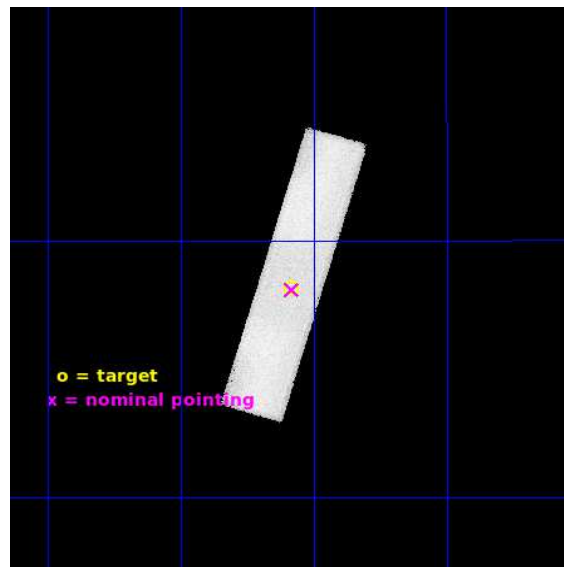 o = target
x = nominal pointing